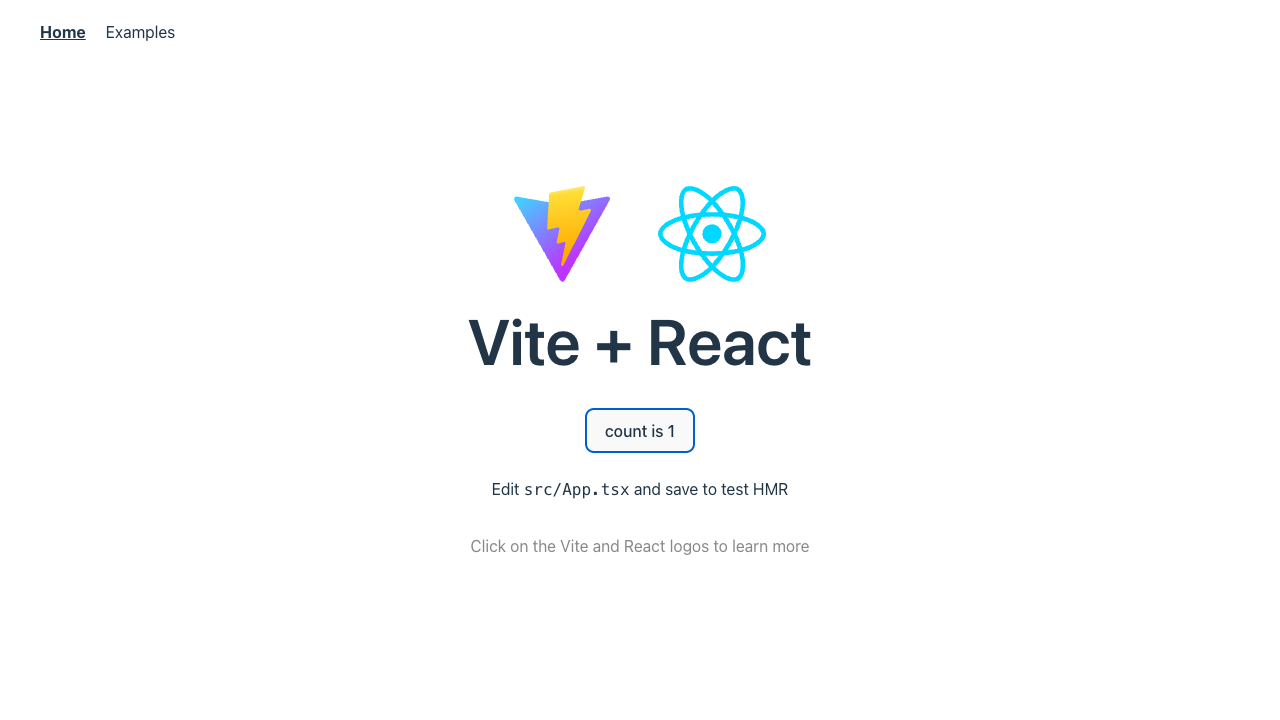 Home Examples
Vite + React
count is 1
Edit src/App.tsx and save to test HMR
Click on the Vite and React logos to learn more